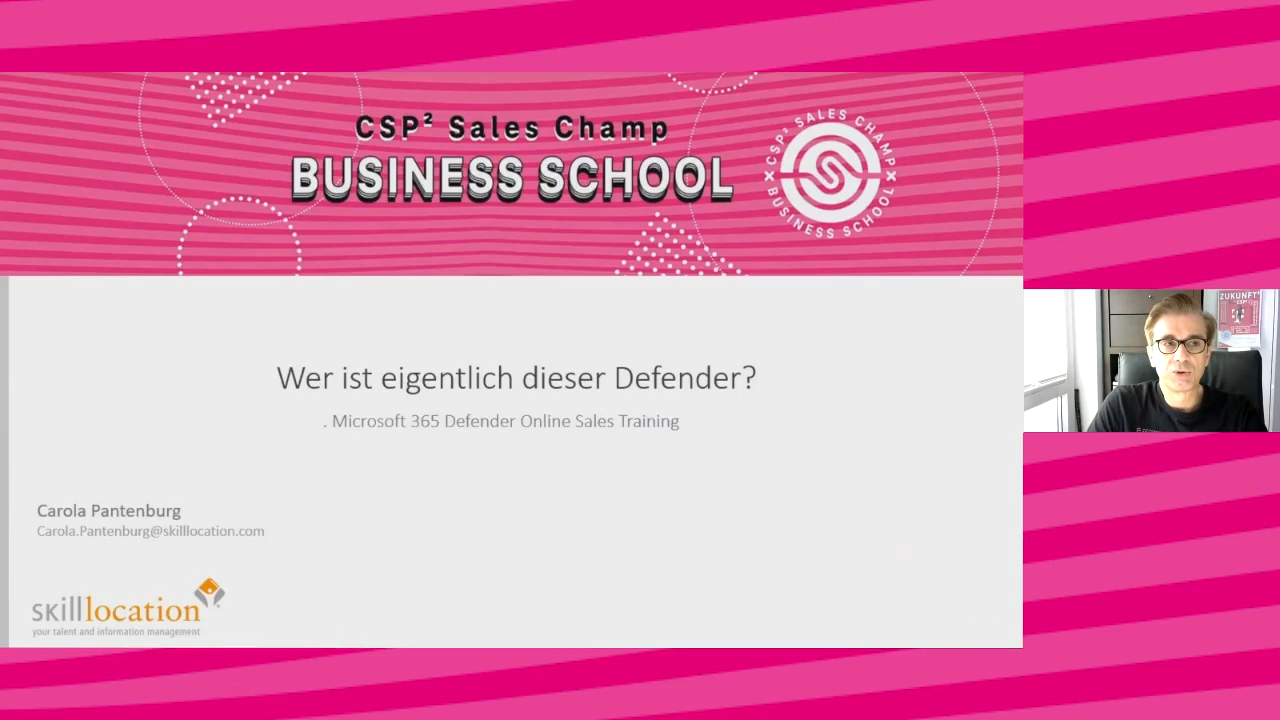 CSP² Sales Champ
BUSINESS SCHOOL
CSP² SALES CHAMP
BUSINESS SCHOOL
Wer ist eigentlich dieser Defender?
. Microsoft 365 Defender Online Sales Training
Carola Pantenburg
Carola.Pantenburg@skilllocation.com
skilllocation
your talent and information management
ZUKUNFT
CSP²